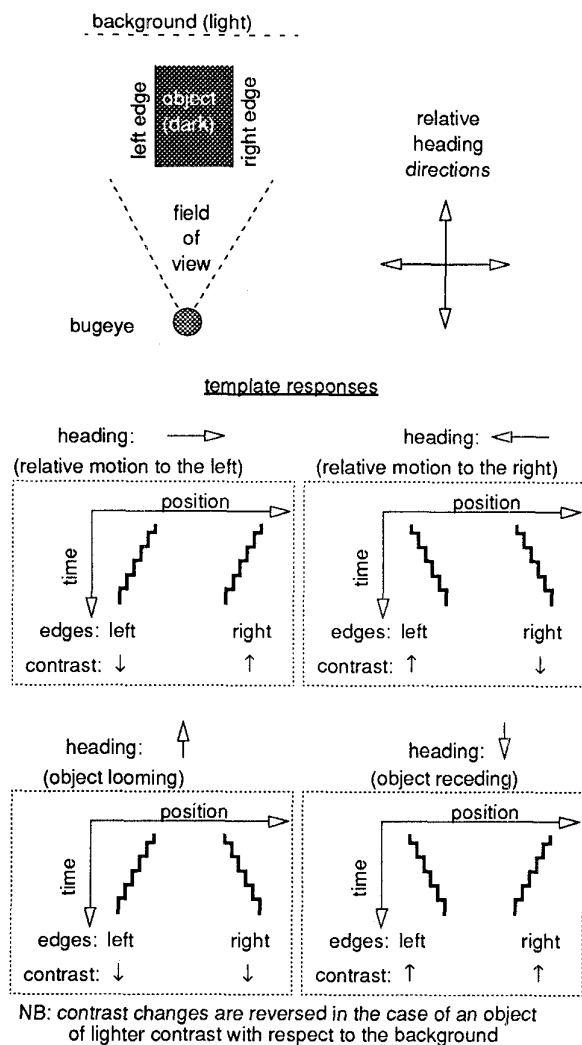 background (light)
left edge
object
(dark)
right edge
relative
heading
directions
field
of
view
bugeye
template responses
heading:
(relative motion to the left)
heading:
(relative motion to the right)
position
time
edges: left right
contrast: ↓ ↑
position
time
edges: left right
contrast: ↑ ↓
heading:
(object looming)
heading:
(object receding)
position
time
edges: left right
contrast: ↓ ↓
position
time
edges: left right
contrast: ↑ ↑
NB: contrast changes are reversed in the case of an object
of lighter contrast with respect to the background